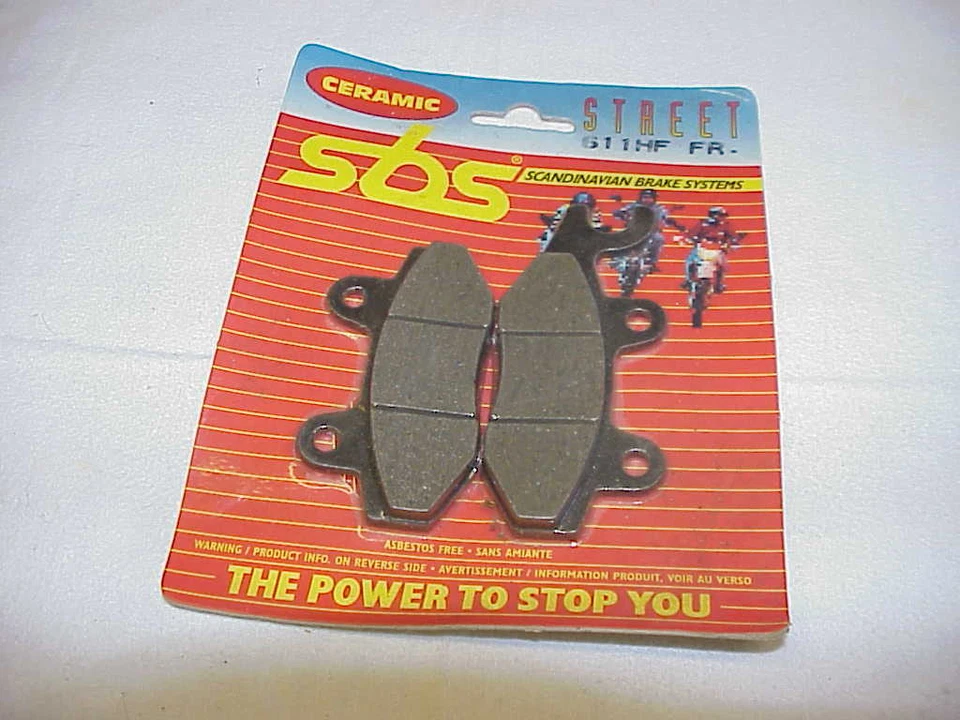 CERAMIC
STREET
611HF FR-
sbs®
SCANDINAVIAN BRAKE SYSTEMS
ASBESTOS FREE • SANS AMIANTE
WARNING / PRODUCT INFO. ON REVERSE SIDE • AVERTISSEMENT / INFORMATION PRODUIT, VOIR AU VERSO
THE POWER TO STOP YOU